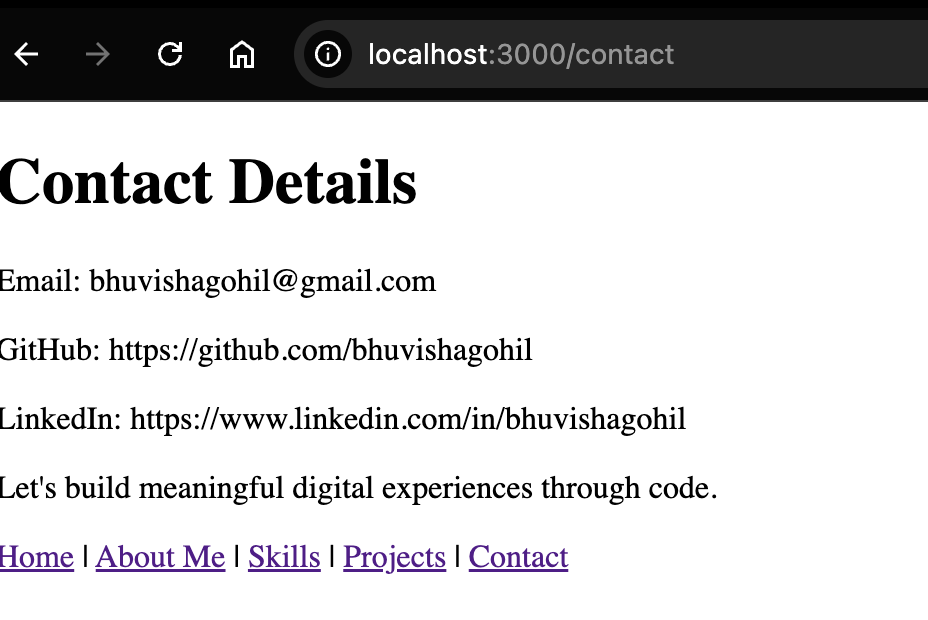 localhost:3000/contact
Contact Details
Email: bhuvishagohil@gmail.com
GitHub: https://github.com/bhuvishagohil
LinkedIn: https://www.linkedin.com/in/bhuvishagohil
Let's build meaningful digital experiences through code.
Home | About Me | Skills | Projects | Contact